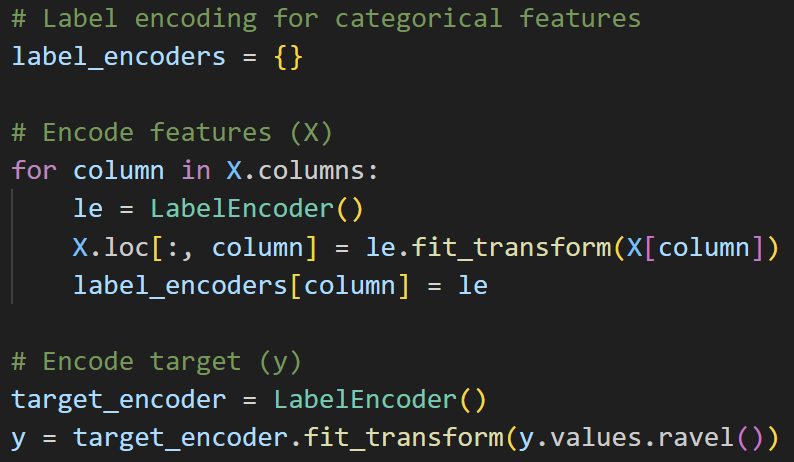 # Label encoding for categorical features
label_encoders = {}

# Encode features (X)
for column in X.columns:
    le = LabelEncoder()
    X.loc[:, column] = le.fit_transform(X[column])
    label_encoders[column] = le

# Encode target (y)
target_encoder = LabelEncoder()
y = target_encoder.fit_transform(y.values.ravel())